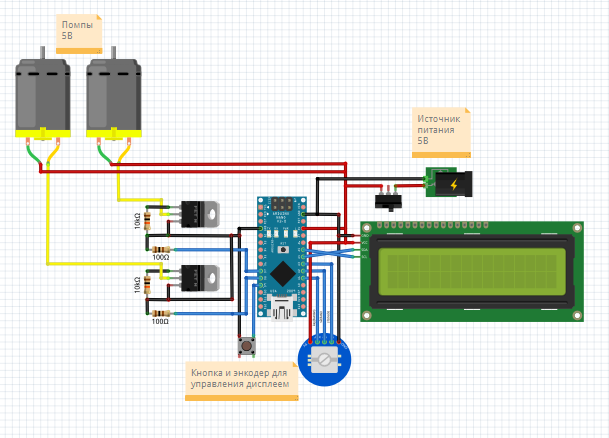 Помпы
5В
Источник
питания
5В
10kΩ
100Ω
10kΩ
100Ω
Кнопка и энкодер для
управления дисплеем